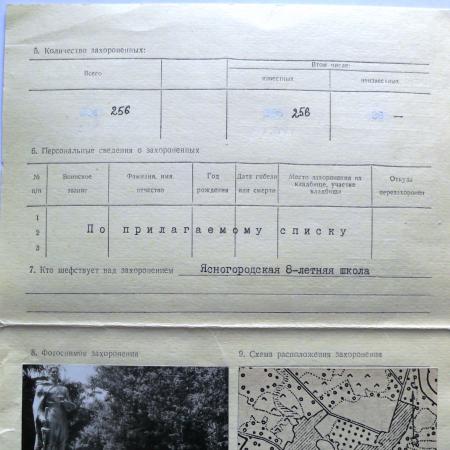 5. Количество захороненных:
Всего
В том числе:
известных
неизвестных
256
256
—
6. Персональные сведения о захороненных
№ п/п
Воинское звание
Фамилия, имя, отчество
Год рождения
Дата гибели или смерти
Место захоронения на кладбище, участке кладбища
Откуда перезахоронен
1
2 По прилагаемому списку
3
7. Кто шефствует над захоронением Ясногородская 8-летняя школа
8. Фотоснимок захоронения
9. Схема расположения захоронения